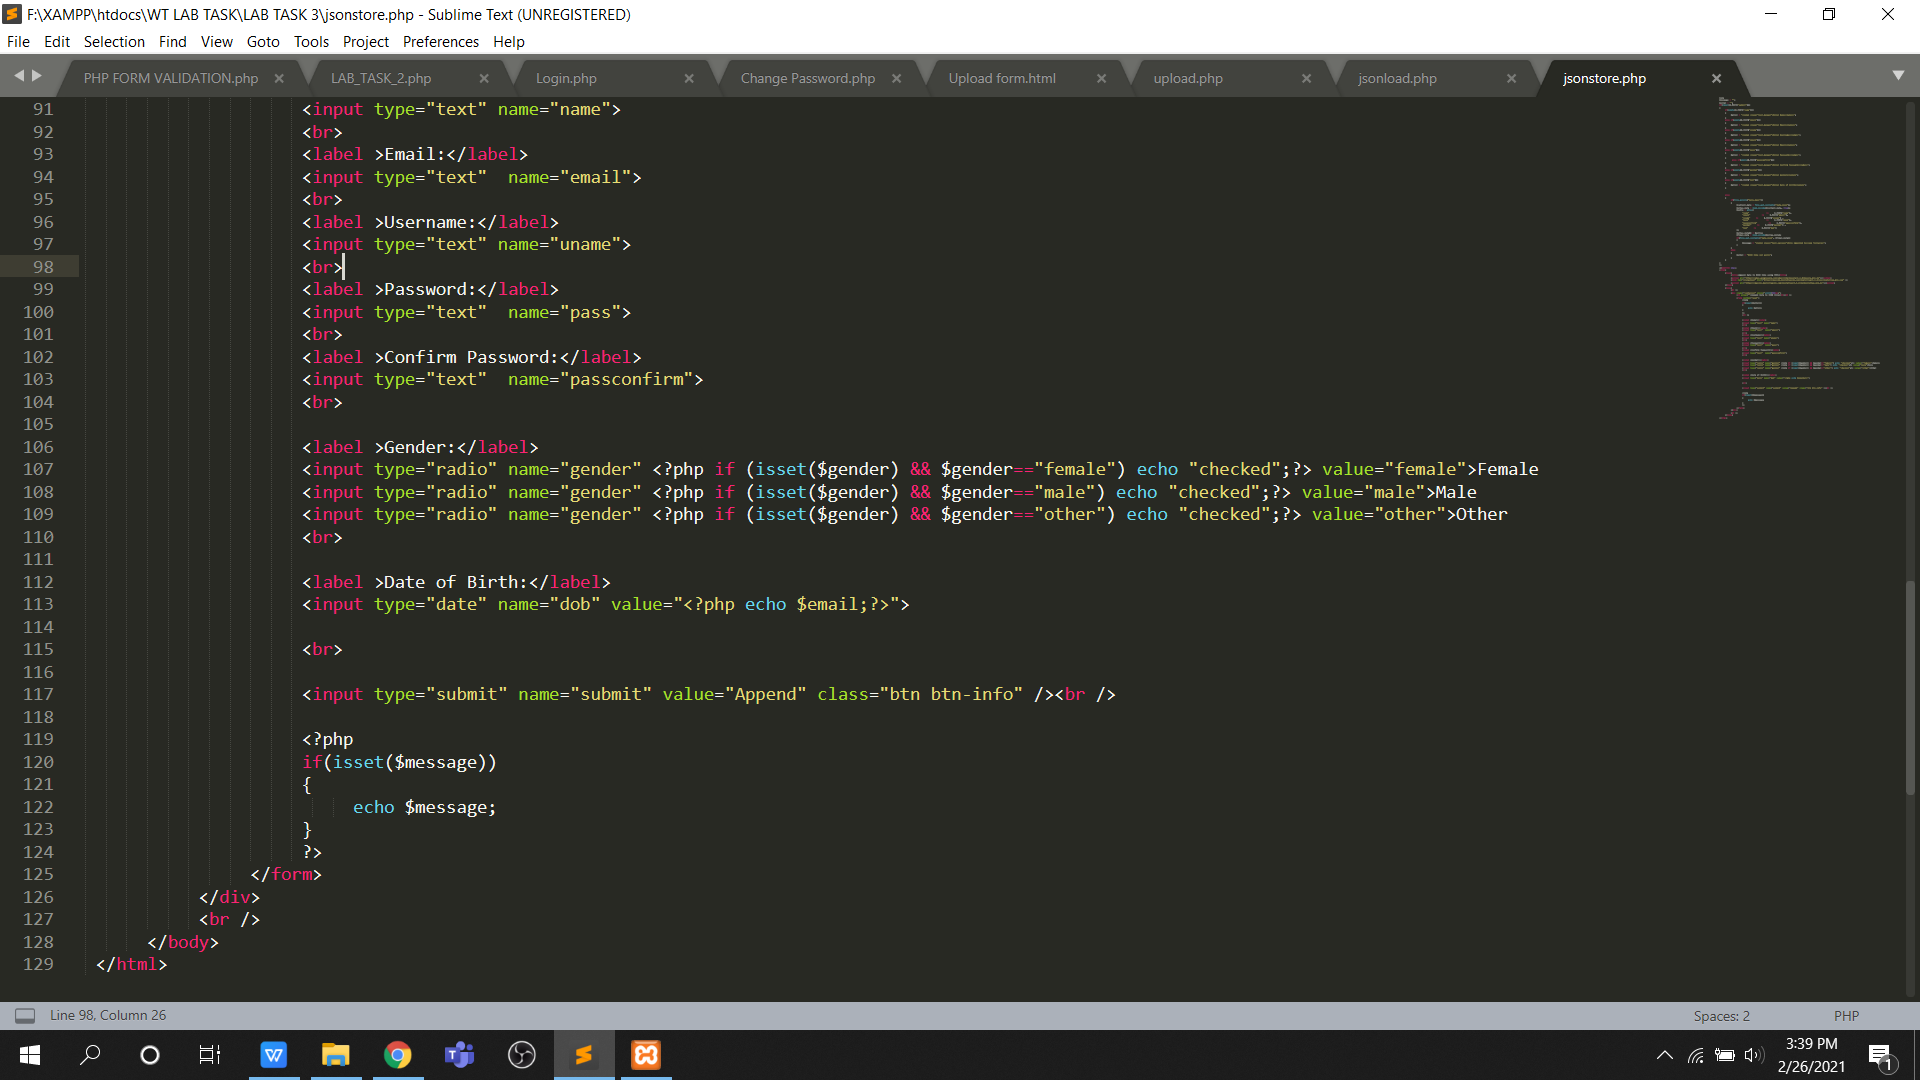 F:\XAMPP\htdocs\WT LAB TASK\LAB TASK 3\jsonstore.php - Sublime Text (UNREGISTERED)
File Edit Selection Find View Goto Tools Project Preferences Help
PHP FORM VALIDATION.php LAB_TASK_2.php Login.php Change Password.php Upload form.html upload.php jsonload.php jsonstore.php
91 <input type="text" name="name">
92 <br>
93 <label >Email:</label>
94 <input type="text"  name="email">
95 <br>
96 <label >Username:</label>
97 <input type="text" name="uname">
98 <br>
99 <label >Password:</label>
100 <input type="text"  name="pass">
101 <br>
102 <label >Confirm Password:</label>
103 <input type="text"  name="passconfirm">
104 <br>
105
106 <label >Gender:</label>
107 <input type="radio" name="gender" <?php if (isset($gender) && $gender=="female") echo "checked";?> value="female">Female
108 <input type="radio" name="gender" <?php if (isset($gender) && $gender=="male") echo "checked";?> value="male">Male
109 <input type="radio" name="gender" <?php if (isset($gender) && $gender=="other") echo "checked";?> value="other">Other
110 <br>
111
112 <label >Date of Birth:</label>
113 <input type="date" name="dob" value="<?php echo $email;?>">
114
115 <br>
116
117 <input type="submit" name="submit" value="Append" class="btn btn-info" /><br />
118
119 <?php
120 if(isset($message))
121 {
122 echo $message;
123 }
124 ?>
125 </form>
126 </div>
127 <br />
128 </body>
129 </html>
Line 98, Column 26 Spaces: 2 PHP
3:39 PM
2/26/2021
1